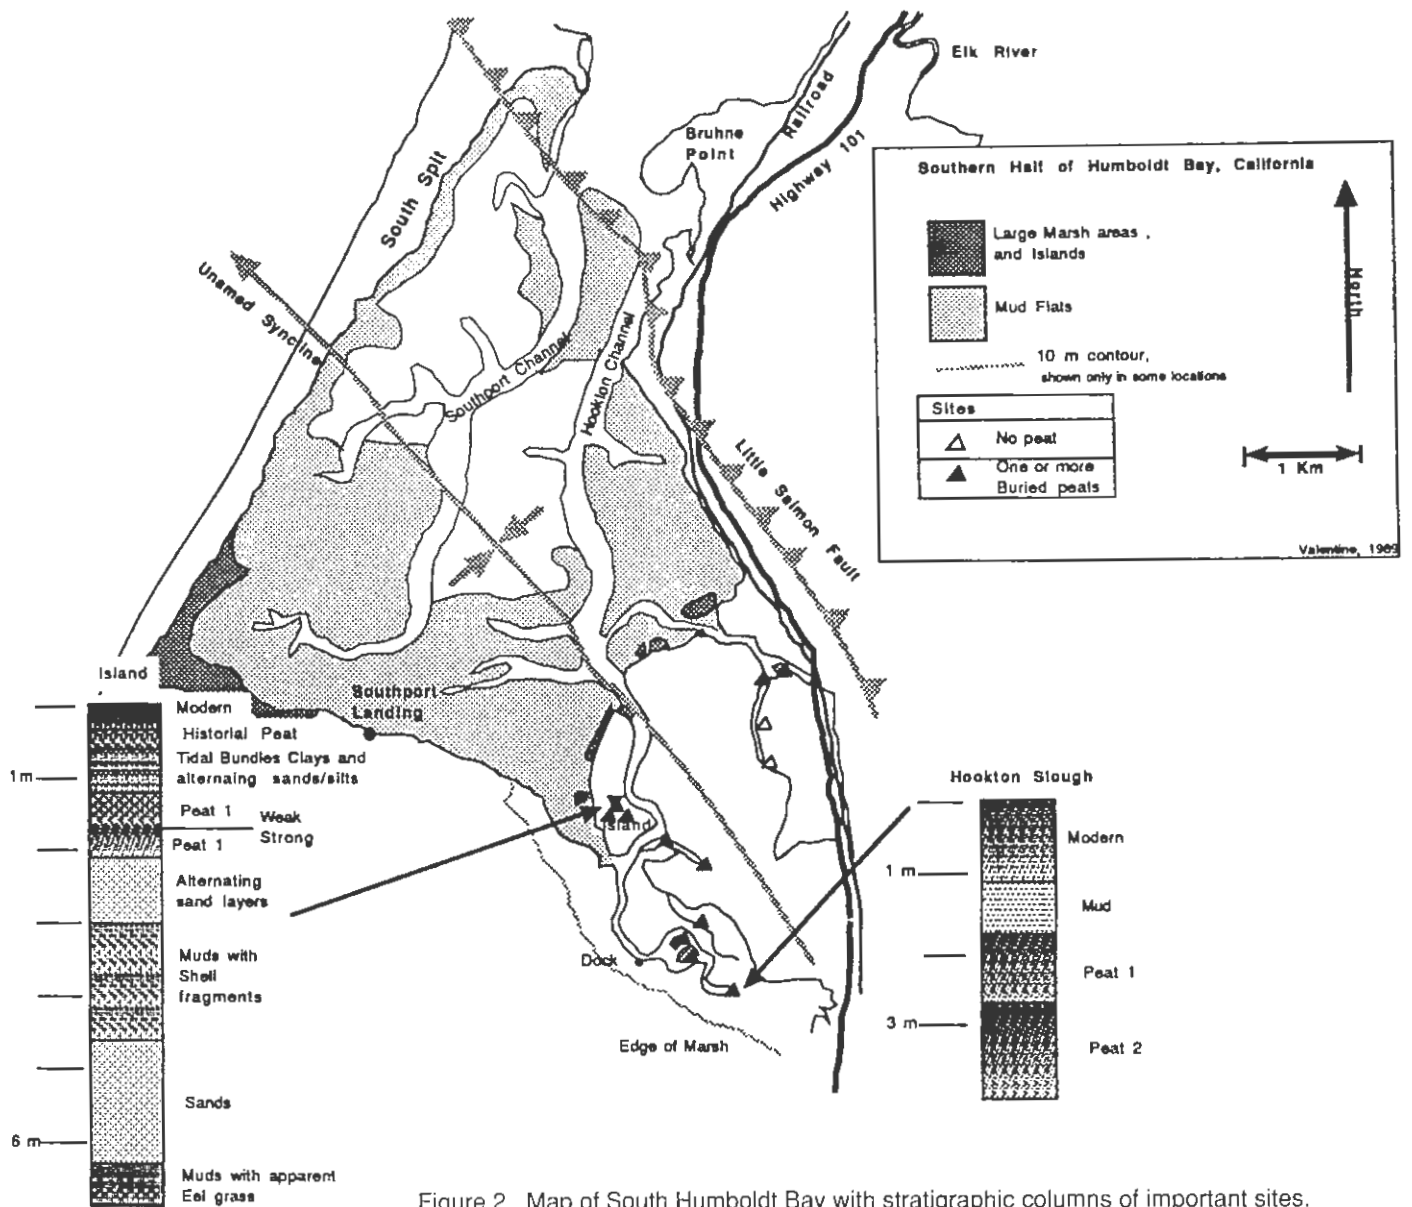 Elk River
Railroad
Bruhne
Point
Highway 101
South Spit
Unamed Syncline
Southport Channel
Hookton Channel
Little Salmon Fault
Southern Half of Humboldt Bay, California
Large Marsh areas ,
and Islands
Mud Flats
10 m contour,
shown only in some locations
North
Sites
No peat
One or more
Buried peats
1 Km
Valentine, 1989
Island
Southport
Landing
Modern
Historial Peat
Tidal Bundles Clays and
alternaing sands/silts
1m
Peat 1
Weak
Strong
Peat 1
Alternating
sand layers
Muds with
Shell
fragments
Sands
6 m
Muds with apparent
Eel grass
Island
Dock
Edge of Marsh
Hookton Slough
Modern
1 m
Mud
Peat 1
3 m
Peat 2
Figure 2. Map of South Humboldt Bay with stratigraphic columns of important sites.